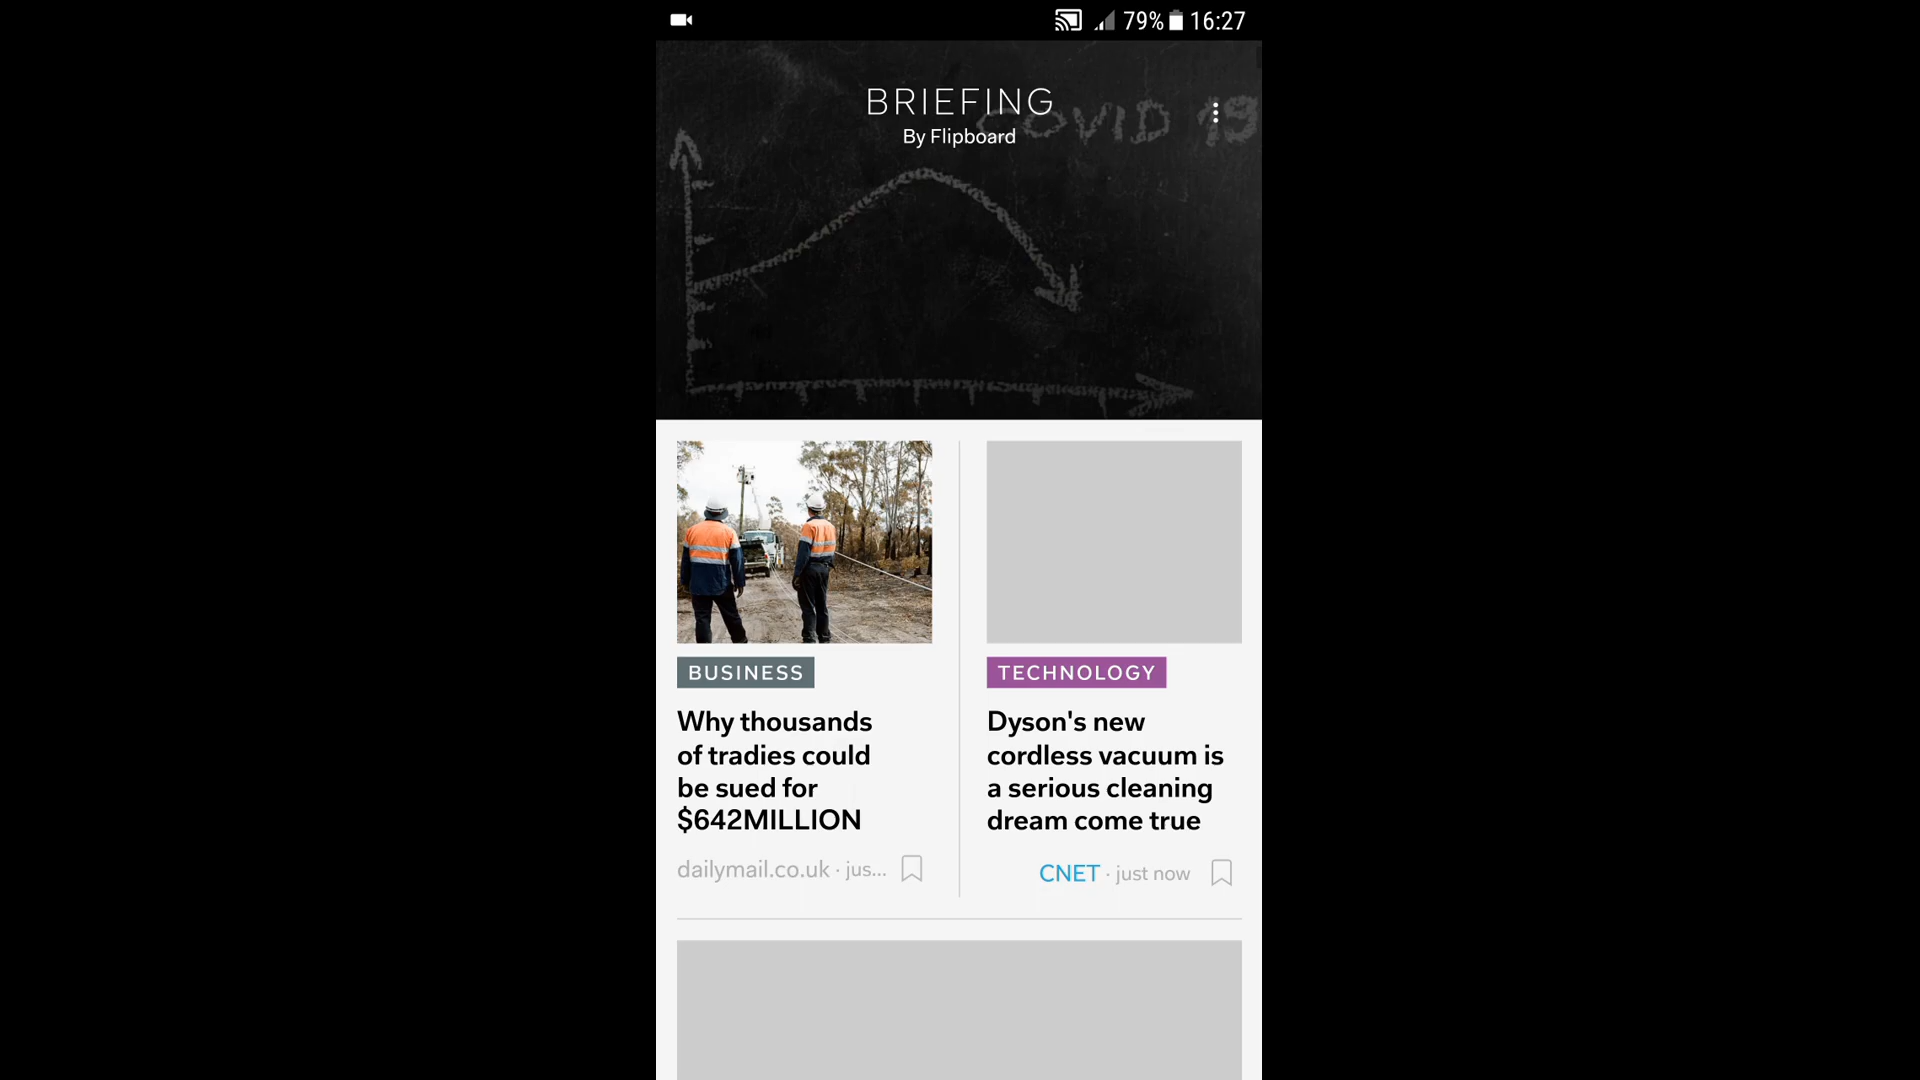 79% 16:27
BRIEFING
By Flipboard
COVID 19
BUSINESS
Why thousands
of tradies could
be sued for
$642MILLION
dailymail.co.uk · jus...
TECHNOLOGY
Dyson's new
cordless vacuum is
a serious cleaning
dream come true
CNET · just now